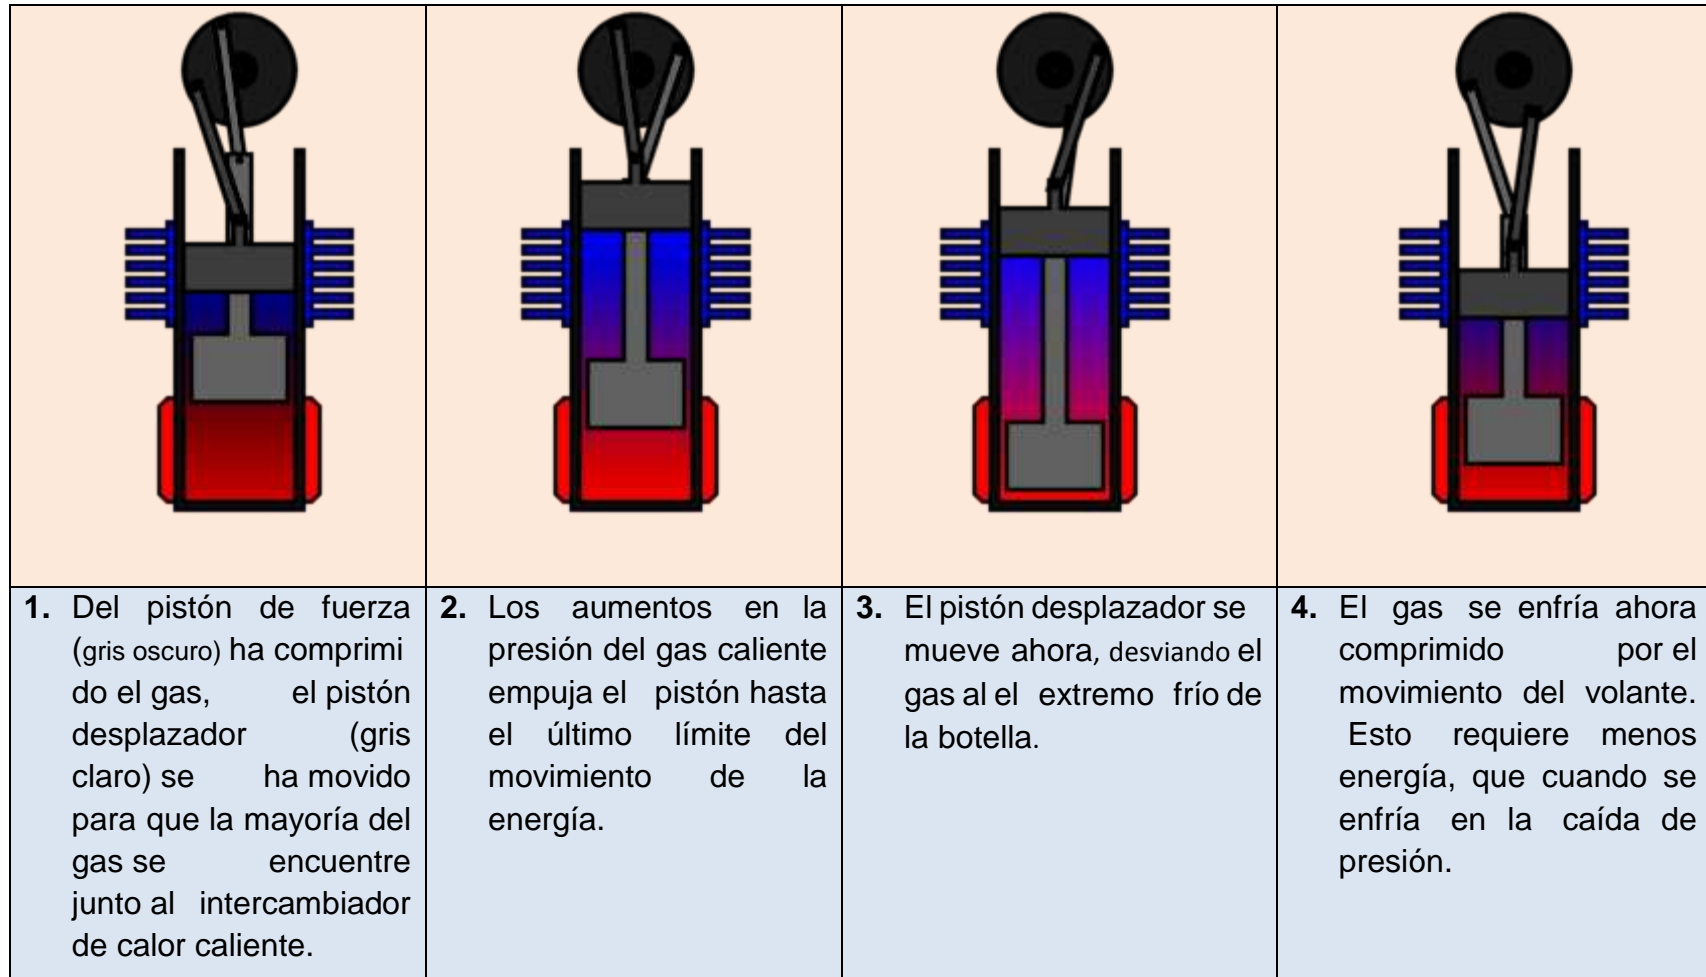 1. Del pistón de fuerza
(gris oscuro) ha comprimi
do el gas, el pistón
desplazador (gris
claro) se ha movido
para que la mayoría del
gas se encuentre
junto al intercambiador
de calor caliente.
2. Los aumentos en la
presión del gas caliente
empuja el pistón hasta
el último límite del
movimiento de la
energía.
3. El pistón desplazador se
mueve ahora, desviando el
gas al el extremo frío de
la botella.
4. El gas se enfría ahora
comprimido por el
movimiento del volante.
Esto requiere menos
energía, que cuando se
enfría en la caída de
presión.